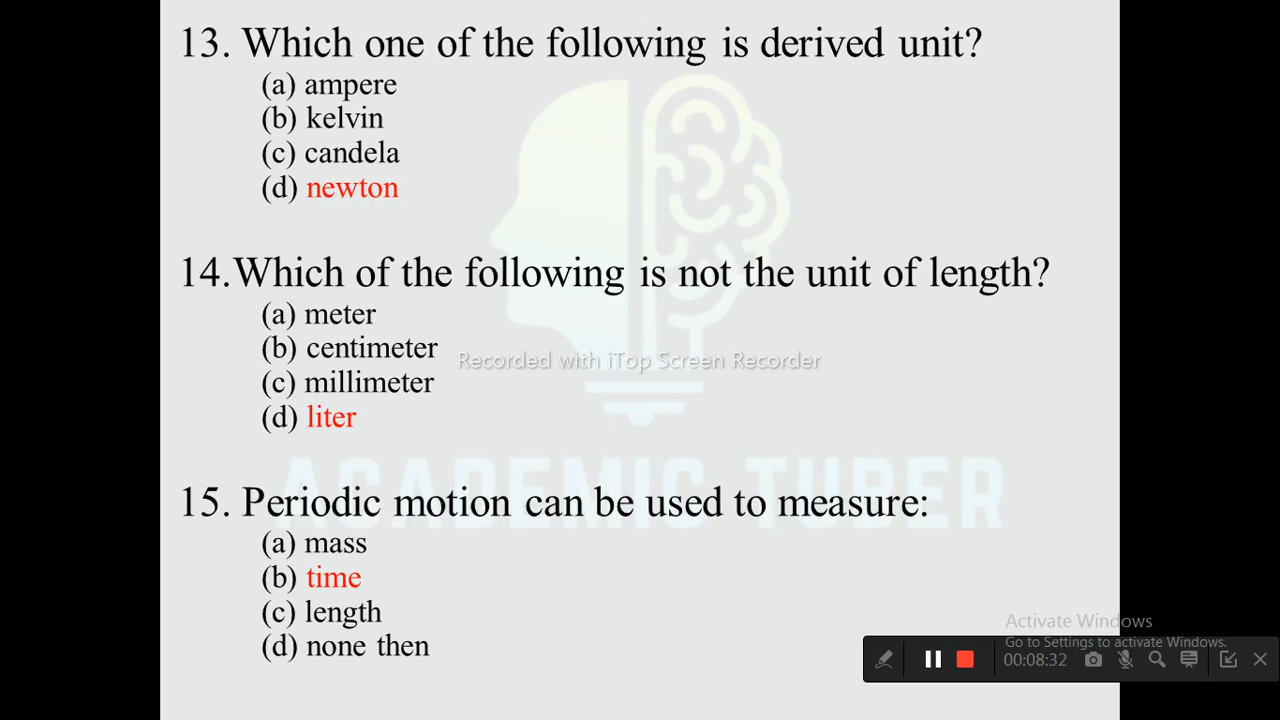 13. Which one of the following is derived unit?
(a) ampere
(b) kelvin
(c) candela
(d) newton
14.Which of the following is not the unit of length?
(a) meter
(b) centimeter
(c) millimeter
(d) liter
Recorded with iTop Screen Recorder
ACADEMIC TUBER
15. Periodic motion can be used to measure:
(a) mass
(b) time
(c) length
(d) none then
Activate Windows
Go to Settings to activate Windows.
00:08:32